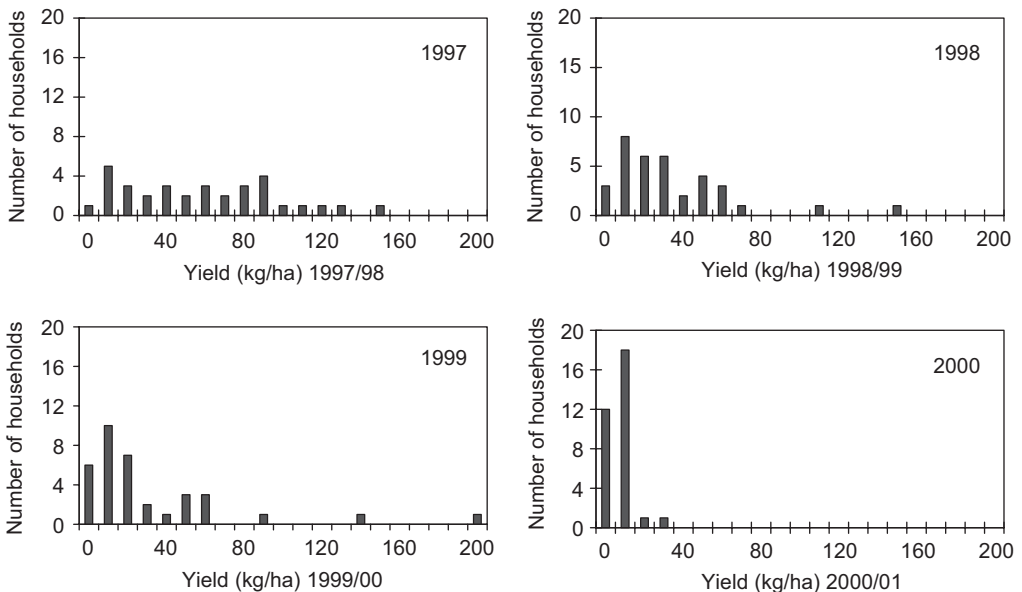 Number of households
20
16
12
8
4
0
1997
0 40 80 120 160 200
Yield (kg/ha) 1997/98
Number of households
20
15
10
5
0
1998
0 40 80 120 160 200
Yield (kg/ha) 1998/99
Number of households
20
16
12
8
4
0
1999
0 40 80 120 160 200
Yield (kg/ha) 1999/00
Number of households
20
16
12
8
4
0
2000
0 40 80 120 160 200
Yield (kg/ha) 2000/01